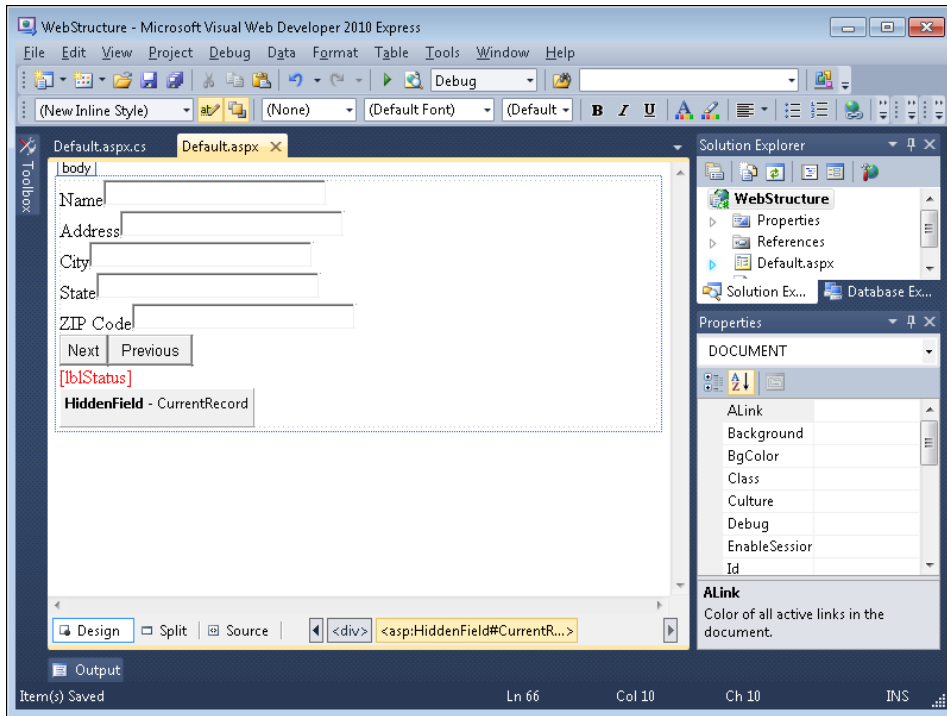 WebStructure - Microsoft Visual Web Developer 2010 Express
File Edit View Project Debug Data Format Table Tools Window Help
Debug
(New Inline Style) (None) (Default Font) (Default B I U A
Default.aspx.cs Default.aspx
Toolbox
body
Name
Address
City
State
ZIP Code
Next Previous
[lblStatus]
HiddenField - CurrentRecord
Design Split Source <div> <asp:HiddenField#CurrentR...>
Solution Explorer
WebStructure
Properties
References
Default.aspx
Solution Ex... Database Ex...
Properties
DOCUMENT
ALink
Background
BgColor
Class
Culture
Debug
EnableSession
Id
ALink
Color of all active links in the
document.
Output
Item(s) Saved Ln 66 Col 10 Ch 10 INS